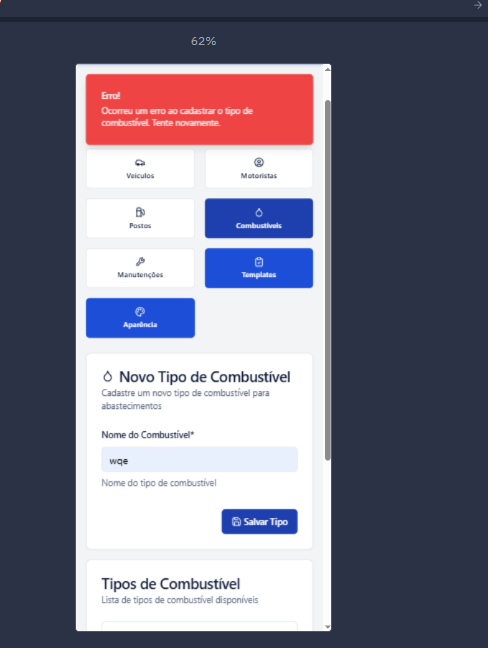 62%
Erro!
Ocorreu um erro ao cadastrar o tipo de
combustível. Tente novamente.
Veículos
Motoristas
Postos
Combustíveis
Manutenções
Templates
Aparência
Novo Tipo de Combustível
Cadastre um novo tipo de combustível para
abastecimentos
Nome do Combustível*
wqe
Nome do tipo de combustível
Salvar Tipo
Tipos de Combustível
Lista de tipos de combustível disponíveis